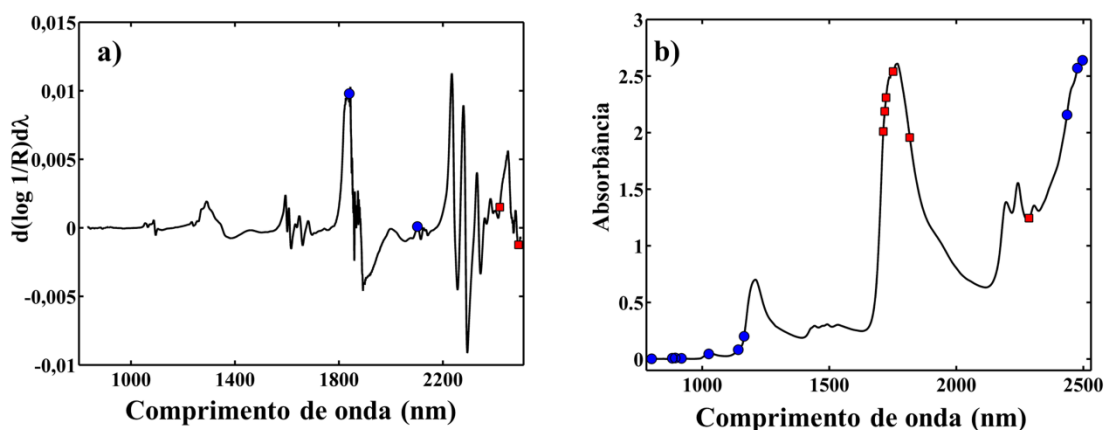 a)
d(log 1/R)dλ
0,015
0,01
0,005
0
-0,005
-0,01
1000 1400 1800 2200
Comprimento de onda (nm)
b)
Absorbância
3
2.5
2
1.5
1
0.5
0
1000 1500 2000 2500
Comprimento de onda (nm)